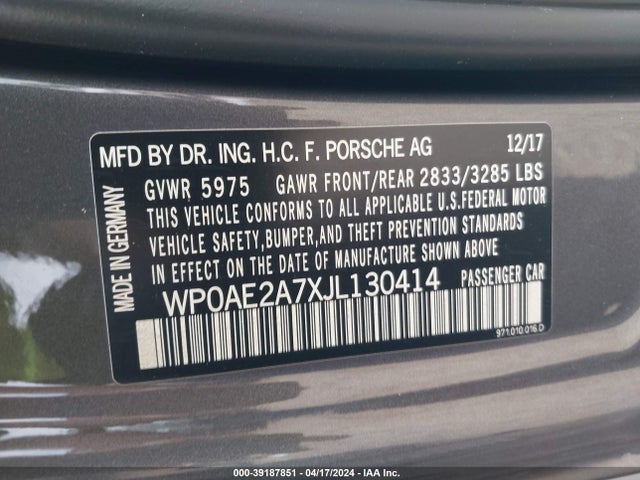 MFD BY DR. ING. H.C. F. PORSCHE AG 12/17
GVWR 5975 GAWR FRONT/REAR 2833/3285 LBS
THIS VEHICLE CONFORMS TO ALL APPLICABLE U.S.FEDERAL MOTOR
VEHICLE SAFETY,BUMPER,AND THEFT PREVENTION STANDARDS
IN EFFECT ON THE DATE OF MANUFACTURE SHOWN ABOVE
WP0AE2A7XJL130414 PASSENGER CAR
MADE IN GERMANY
971.010.016.D
000-39187851 | 04/17/2024 | IAA Inc.